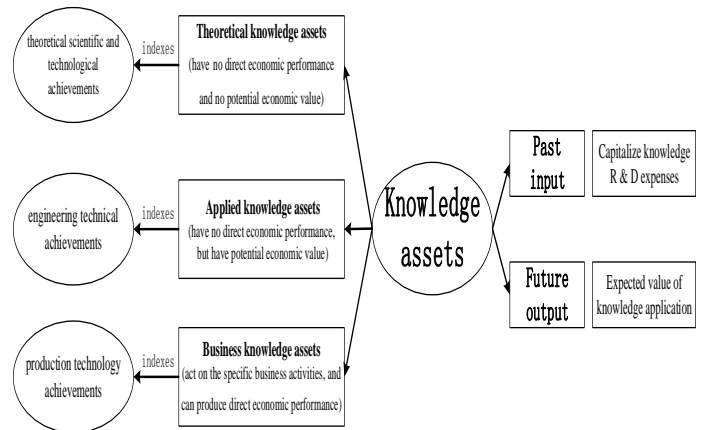 theoretical scientific and
technological
achievements
indexes
Theoretical knowledge assets
(have no direct economic performance
and no potential economic value)
engineering technical
achievements
indexes
Applied knowledge assets
(have no direct economic performance,
but have potential economic value)
production technology
achievements
indexes
Business knowledge assets
(act on the specific business activities, and
can produce direct economic performance)
Knowledge
assets
Past
input
Capitalize knowledge
R & D expenses
Future
output
Expected value of
knowledge application